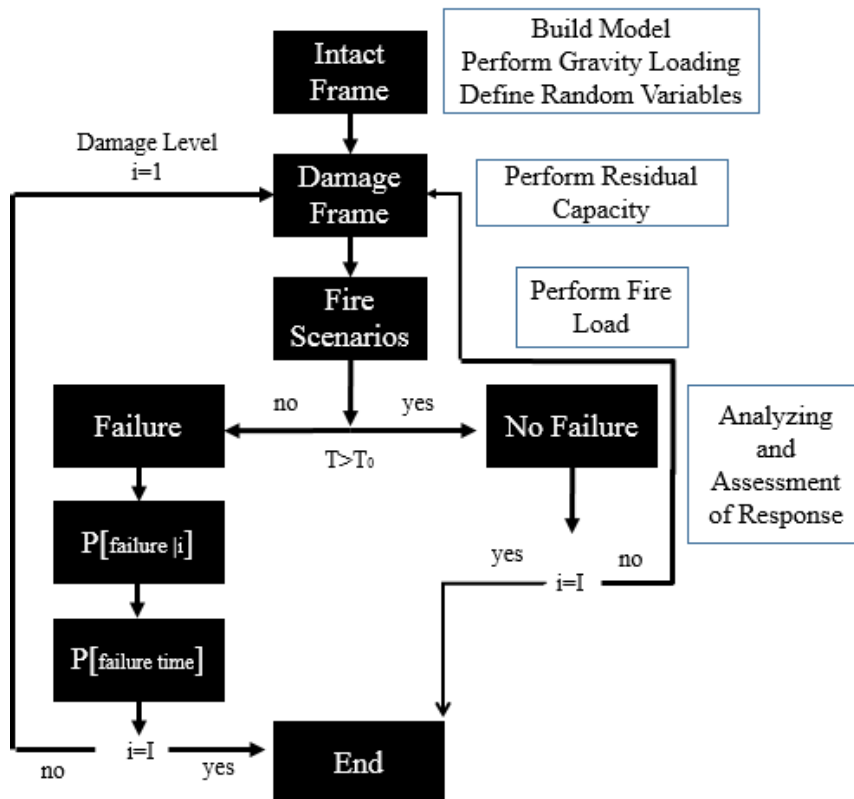 Intact
Frame
Build Model
Perform Gravity Loading
Define Random Variables
Damage Level
i=1
Damage
Frame
Perform Residual
Capacity
Fire
Scenarios
Perform Fire
Load
no
yes
Failure
T>T₀
No Failure
Analyzing
and
Assessment
of Response
P[failure |i]
yes
i=I
no
P[failure time]
no
i=I
yes
End